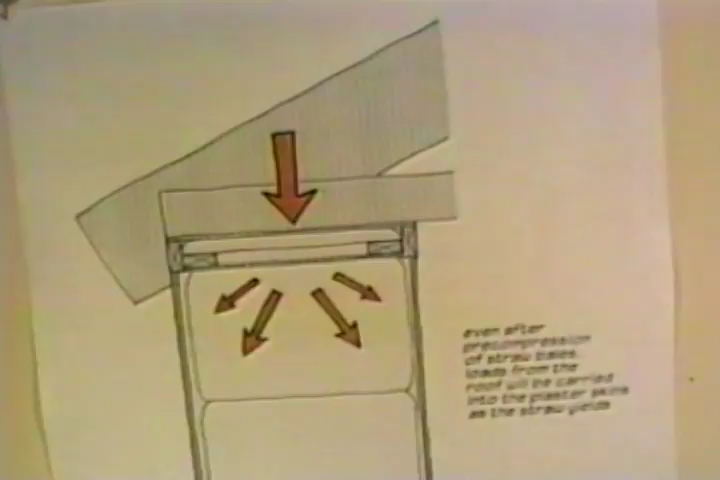 even after
precompression
of straw bales,
loads from the
roof will be carried
into the plaster skins
as the straw yields